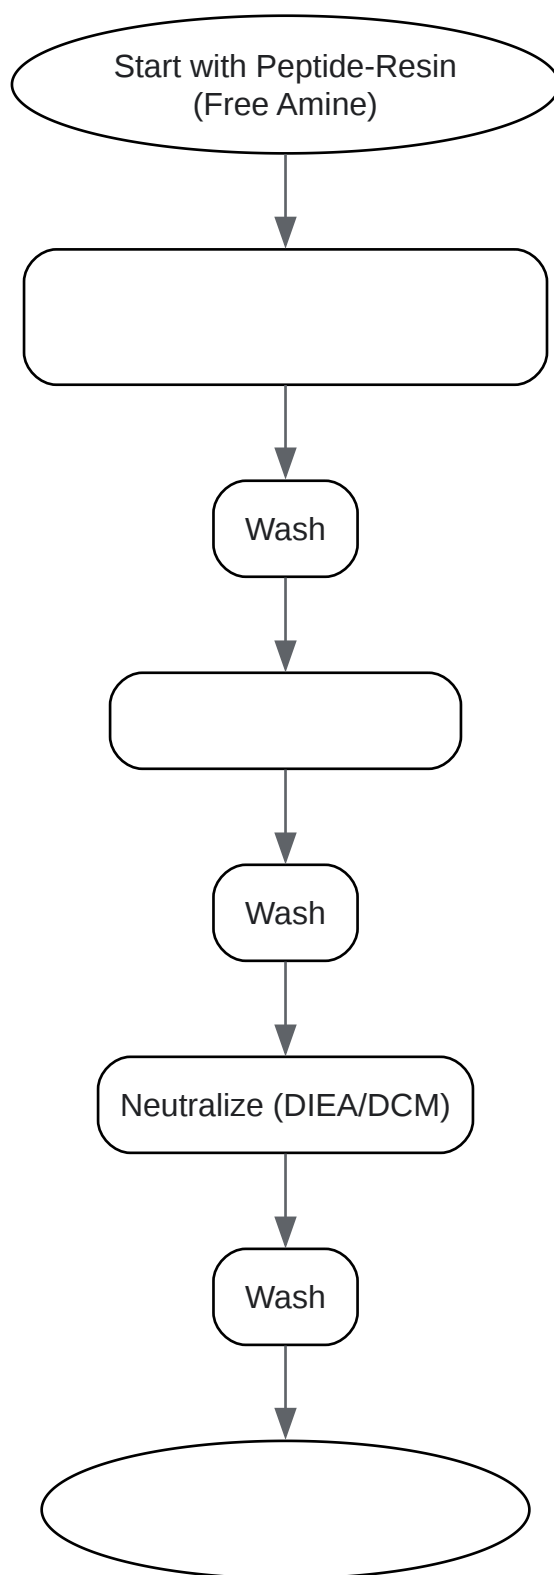 Start with Peptide-Resin
(Free Amine)
Wash
Wash
Neutralize (DIEA/DCM)
Wash